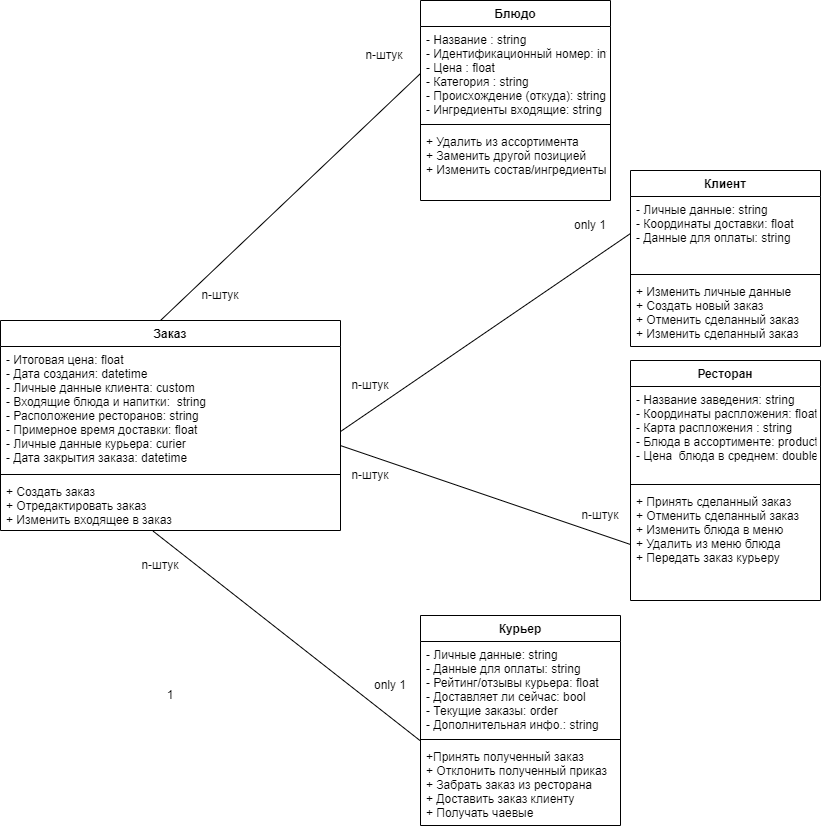 Блюдо
- Название : string
- Идентификационный номер: in
- Цена : float
- Категория : string
- Происхождение (откуда): string
- Ингредиенты входящие: string
+ Удалить из ассортимента
+ Заменить другой позицией
+ Изменить состав/ингредиенты
n-штук
n-штук
Клиент
- Личные данные: string
- Координаты доставки: float
- Данные для оплаты: string
+ Изменить личные данные
+ Создать новый заказ
+ Отменить сделанный заказ
+ Изменить сделанный заказ
only 1
n-штук
Заказ
- Итоговая цена: float
- Дата создания: datetime
- Личные данные клиента: custom
- Входящие блюда и напитки:  string
- Расположение ресторанов: string
- Примерное время доставки: float
- Личные данные курьера: curier
- Дата закрытия заказа: datetime
+ Создать заказ
+ Отредактировать заказ
+ Изменить входящее в заказ
Ресторан
- Название заведения: string
- Координаты распложения: float
- Карта распложения : string
- Блюда в ассортименте: product
- Цена  блюда в среднем: double
+ Принять сделанный заказ
+ Отменить сделанный заказ
+ Изменить блюда в меню
+ Удалить из меню блюда
+ Передать заказ курьеру
n-штук
n-штук
n-штук
only 1
1
Курьер
- Личные данные: string
- Данные для оплаты: string
- Рейтинг/отзывы курьера: float
- Доставляет ли сейчас: bool
- Текущие заказы: order
- Дополнительная инфо.: string
+Принять полученный заказ
+ Отклонить полученный приказ
+ Забрать заказ из ресторана
+ Доставить заказ клиенту
+ Получать чаевые